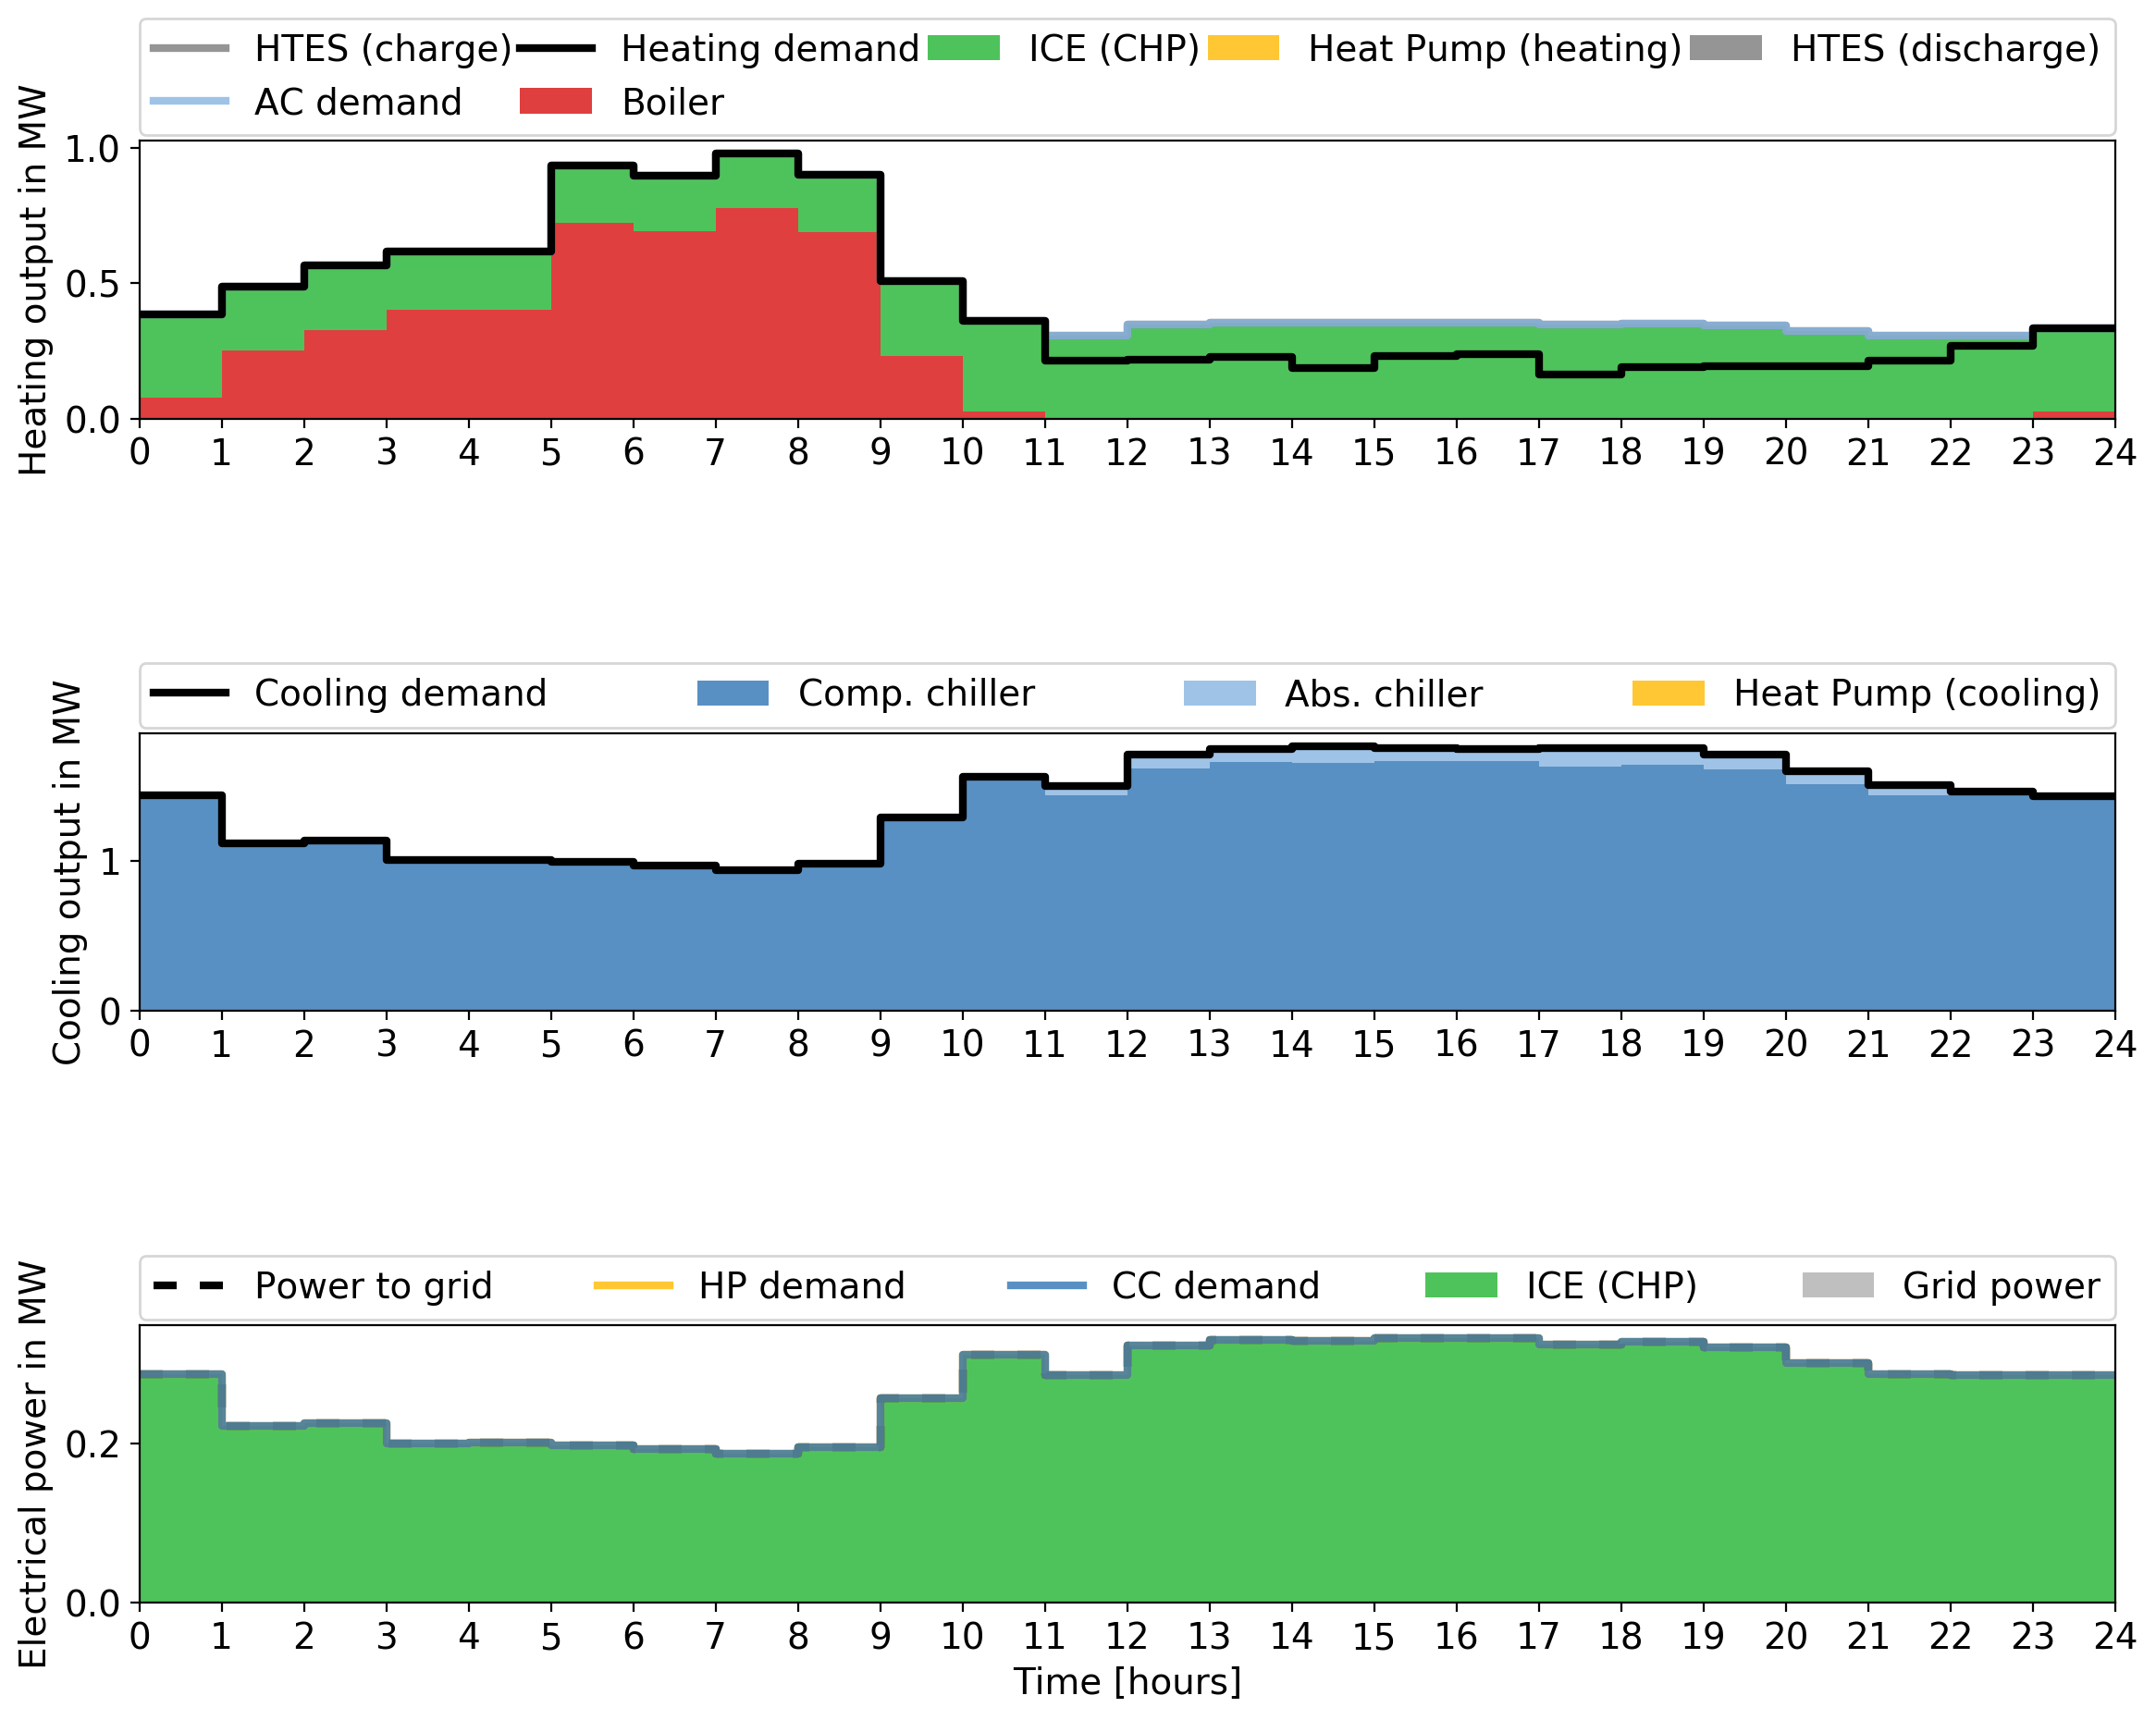 HTES (charge) Heating demand ICE (CHP) Heat Pump (heating) HTES (discharge)
AC demand Boiler
Heating output in MW
1.0
0.5
0.0
0 1 2 3 4 5 6 7 8 9 10 11 12 13 14 15 16 17 18 19 20 21 22 23 24
Cooling demand Comp. chiller Abs. chiller Heat Pump (cooling)
Cooling output in MW
1
0
0 1 2 3 4 5 6 7 8 9 10 11 12 13 14 15 16 17 18 19 20 21 22 23 24
Power to grid HP demand CC demand ICE (CHP) Grid power
Electrical power in MW
0.2
0.0
0 1 2 3 4 5 6 7 8 9 10 11 12 13 14 15 16 17 18 19 20 21 22 23 24
Time [hours]